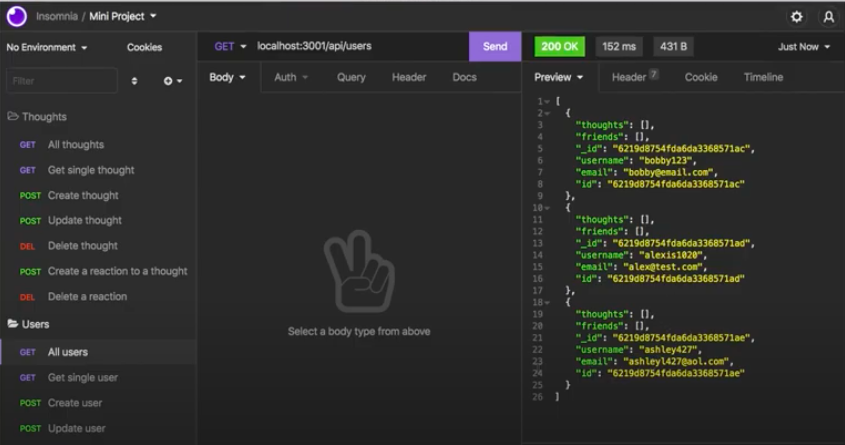 Insomnia / Mini Project
No Environment
Cookies
Filter
Thoughts
GET All thoughts
GET Get single thought
POST Create thought
POST Update thought
DEL Delete thought
POST Create a reaction to a thought
DEL Delete a reaction
Users
GET All users
GET Get single user
POST Create user
POST Update user
GET localhost:3001/api/users Send
Body Auth Query Header Docs
Select a body type from above
200 OK 152 ms 431 B Just Now
Preview Header 7 Cookie Timeline
1 [
2 {
3 "thoughts": [],
4 "friends": [],
5 "_id": "6219d8754fda6da3368571ac",
6 "username": "bobby123",
7 "email": "bobby@email.com",
8 "id": "6219d8754fda6da3368571ac"
9 },
10 {
11 "thoughts": [],
12 "friends": [],
13 "_id": "6219d8754fda6da3368571ad",
14 "username": "alexis1020",
15 "email": "alex@test.com",
16 "id": "6219d8754fda6da3368571ad"
17 },
18 {
19 "thoughts": [],
20 "friends": [],
21 "_id": "6219d8754fda6da3368571ae",
22 "username": "ashley427",
23 "email": "ashleyl427@aol.com",
24 "id": "6219d8754fda6da3368571ae"
25 }
26 ]